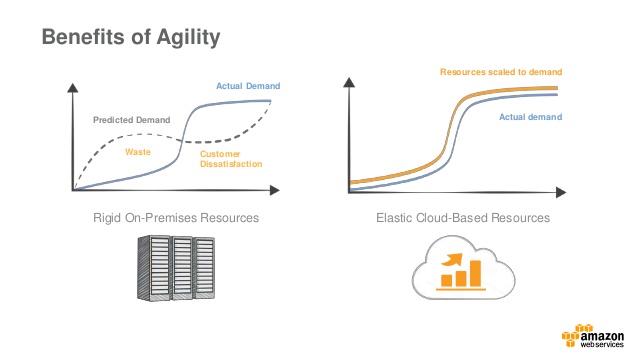 Benefits of Agility
Actual Demand
Predicted Demand
Waste
Customer
Dissatisfaction
Rigid On-Premises Resources
Resources scaled to demand
Actual demand
Elastic Cloud-Based Resources
amazon
web services